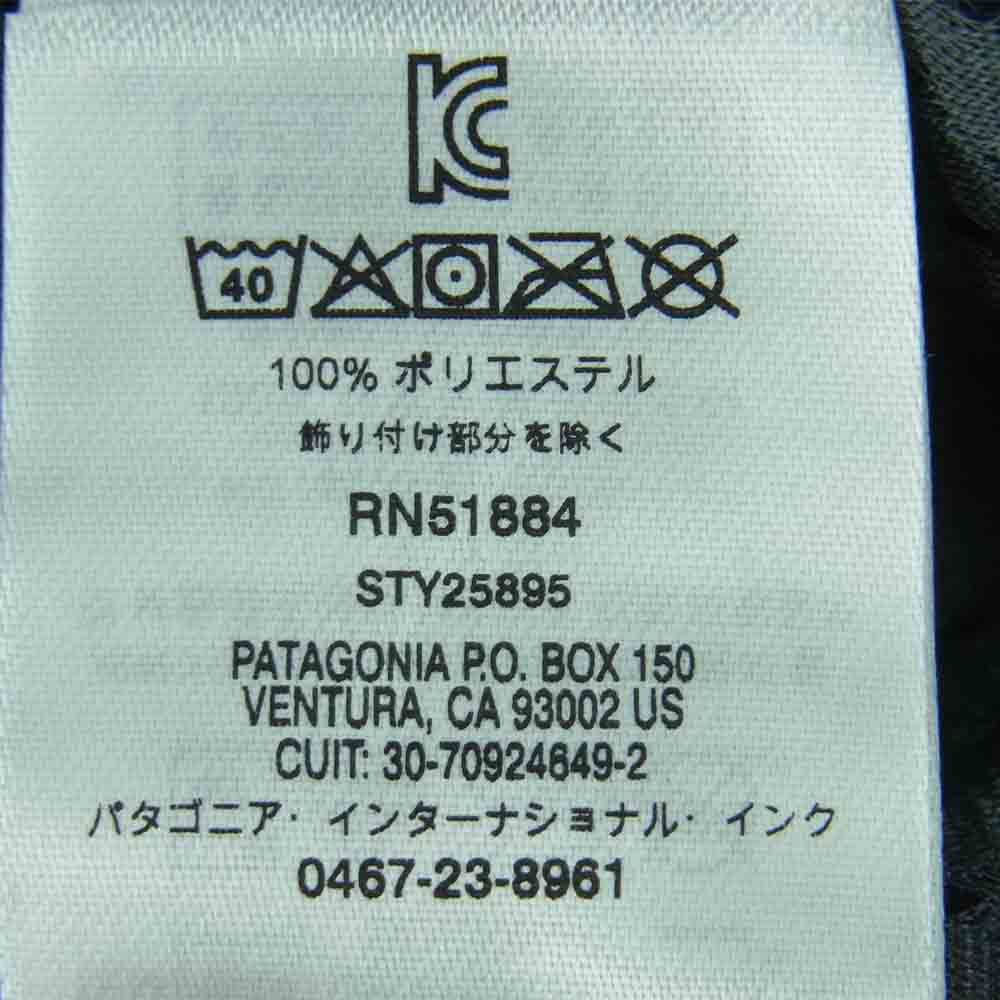 KC
40
100% ポリエステル
飾り付け部分を除く
RN51884
STY25895
PATAGONIA P.O. BOX 150
VENTURA, CA 93002 US
CUIT: 30-70924649-2
パタゴニア・インターナショナル・インク
0467-23-8961